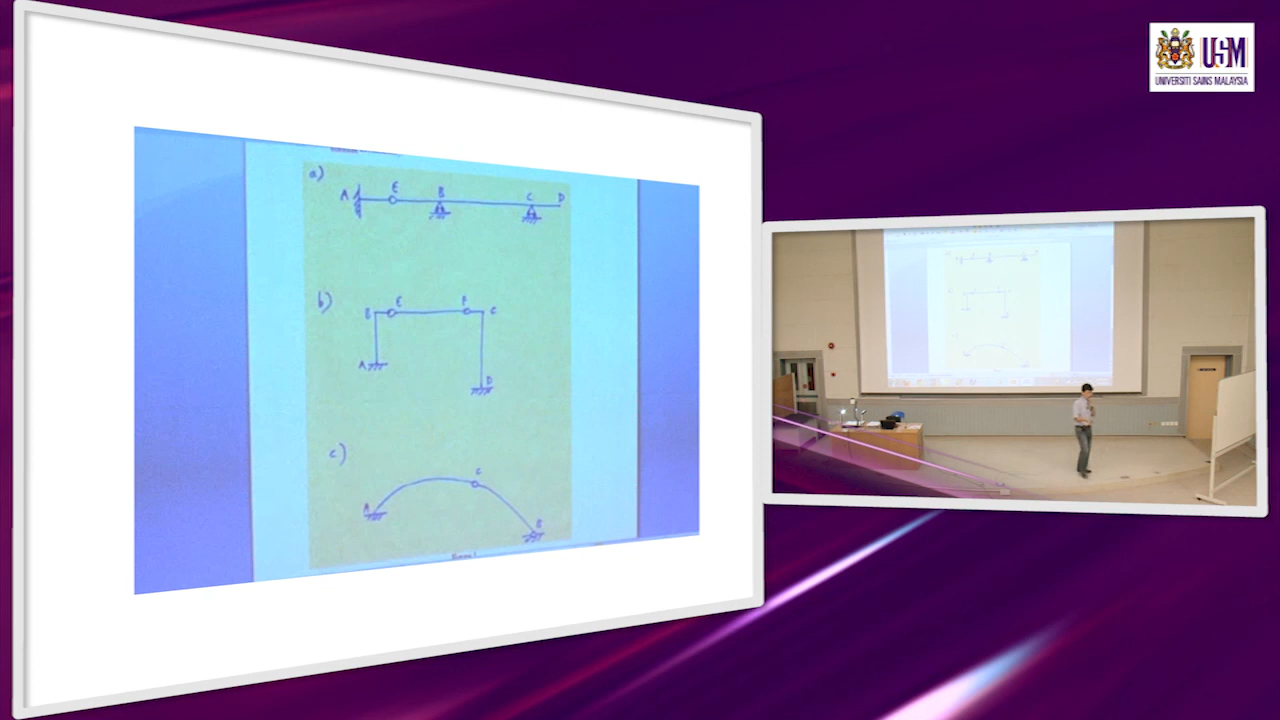 USM
UNIVERSITI SAINS MALAYSIA
a)
A E B C D
b)
B E F C
A D
c)
C
A
B